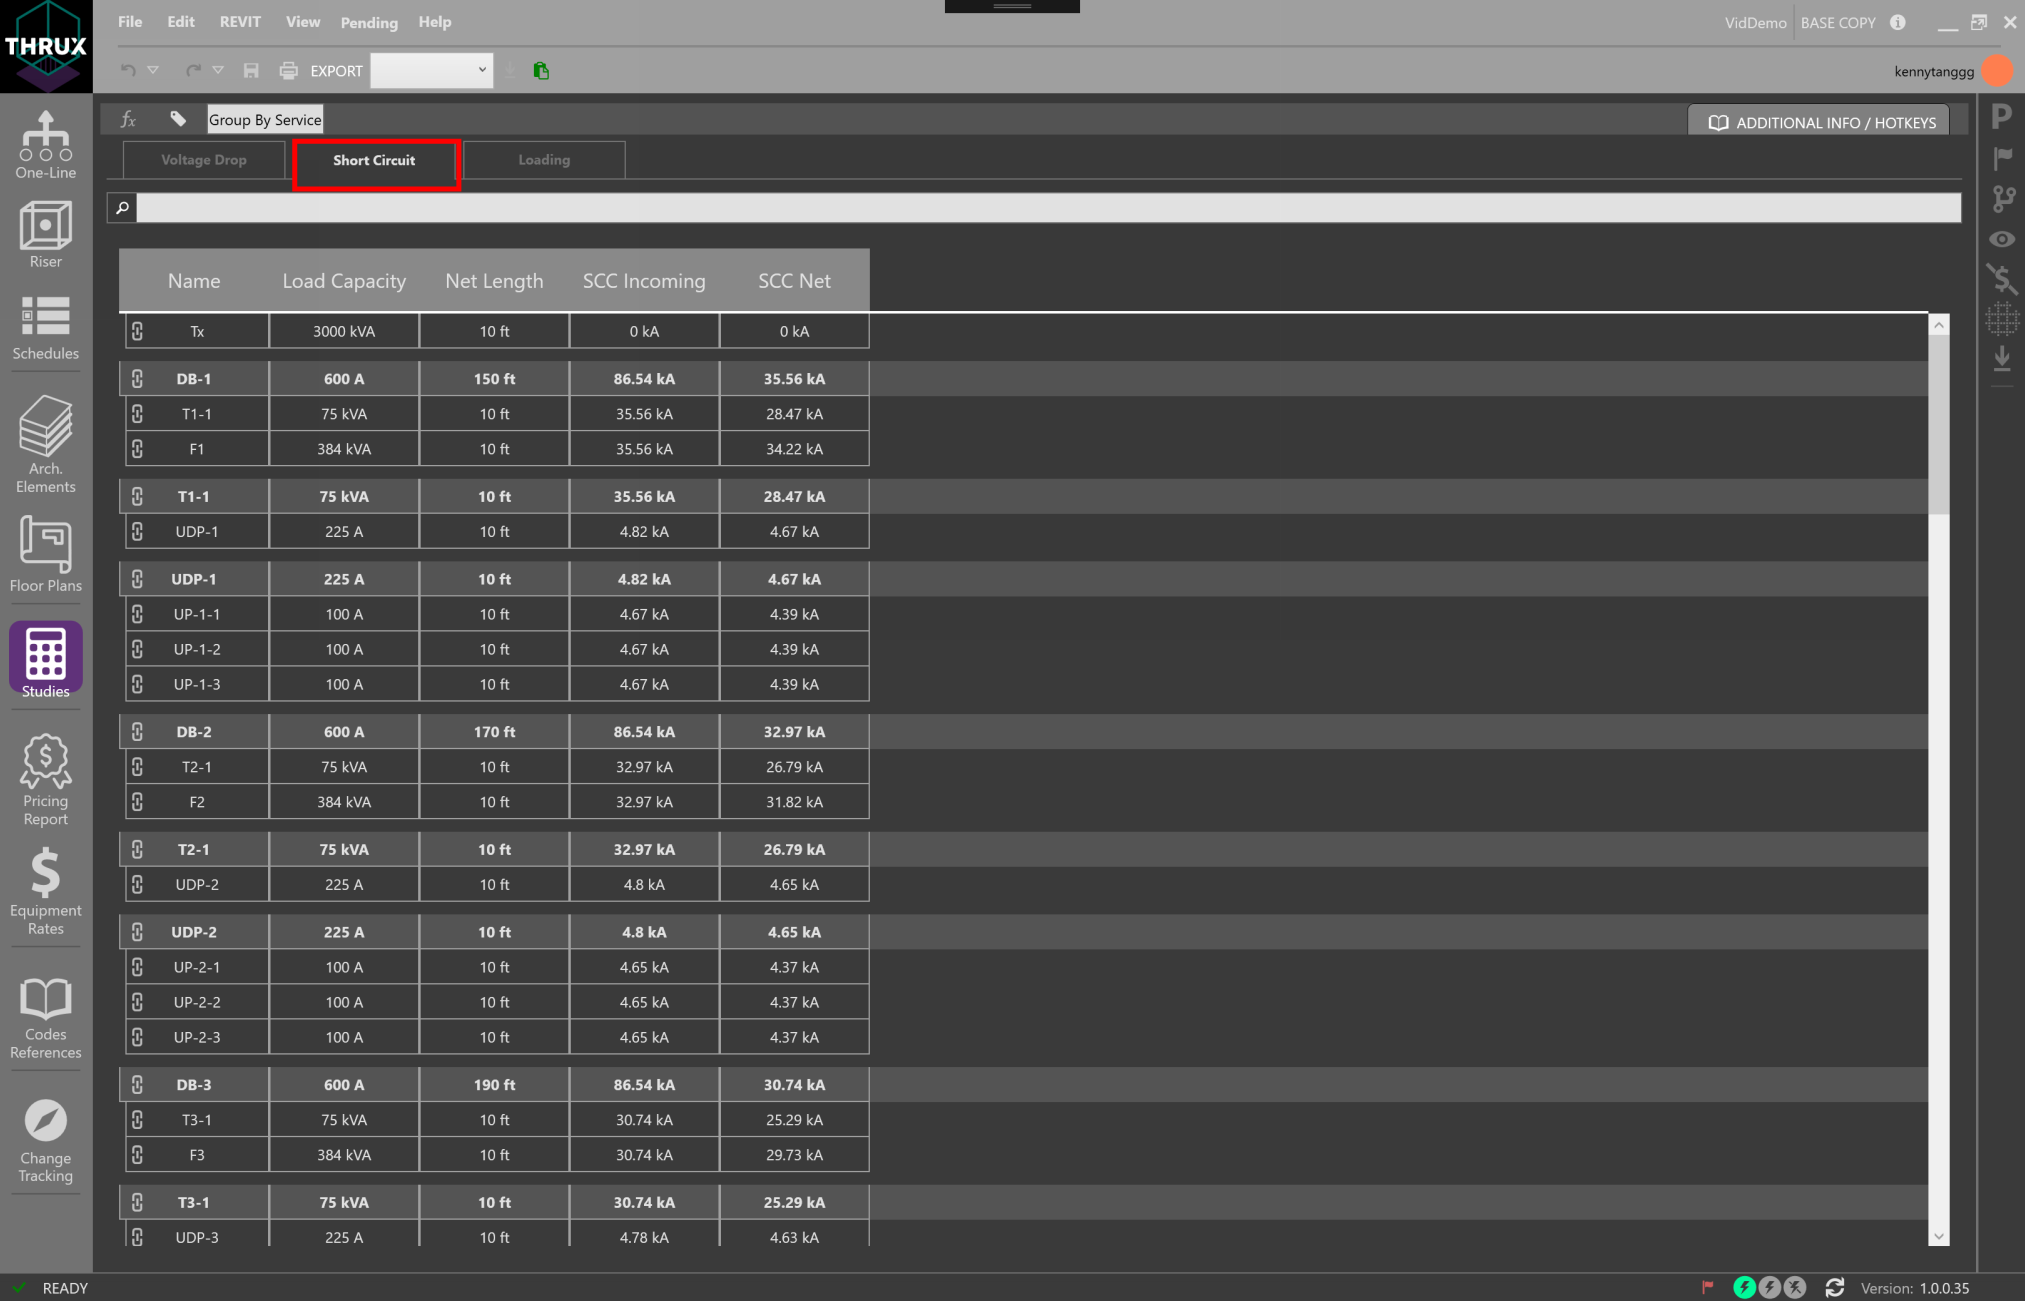 THRUX
File Edit REVIT View Pending Help
VidDemo BASE COPY
EXPORT
kennytanggg
fx Group By Service
ADDITIONAL INFO / HOTKEYS
Voltage Drop Short Circuit Loading
Name Load Capacity Net Length SCC Incoming SCC Net
Tx 3000 kVA 10 ft 0 kA 0 kA
DB-1 600 A 150 ft 86.54 kA 35.56 kA
T1-1 75 kVA 10 ft 35.56 kA 28.47 kA
F1 384 kVA 10 ft 35.56 kA 34.22 kA
T1-1 75 kVA 10 ft 35.56 kA 28.47 kA
UDP-1 225 A 10 ft 4.82 kA 4.67 kA
UDP-1 225 A 10 ft 4.82 kA 4.67 kA
UP-1-1 100 A 10 ft 4.67 kA 4.39 kA
UP-1-2 100 A 10 ft 4.67 kA 4.39 kA
UP-1-3 100 A 10 ft 4.67 kA 4.39 kA
DB-2 600 A 170 ft 86.54 kA 32.97 kA
T2-1 75 kVA 10 ft 32.97 kA 26.79 kA
F2 384 kVA 10 ft 32.97 kA 31.82 kA
T2-1 75 kVA 10 ft 32.97 kA 26.79 kA
UDP-2 225 A 10 ft 4.8 kA 4.65 kA
UDP-2 225 A 10 ft 4.8 kA 4.65 kA
UP-2-1 100 A 10 ft 4.65 kA 4.37 kA
UP-2-2 100 A 10 ft 4.65 kA 4.37 kA
UP-2-3 100 A 10 ft 4.65 kA 4.37 kA
DB-3 600 A 190 ft 86.54 kA 30.74 kA
T3-1 75 kVA 10 ft 30.74 kA 25.29 kA
F3 384 kVA 10 ft 30.74 kA 29.73 kA
T3-1 75 kVA 10 ft 30.74 kA 25.29 kA
UDP-3 225 A 10 ft 4.78 kA 4.63 kA
One-Line
Riser
Schedules
Arch.
Elements
Floor Plans
Studies
Pricing
Report
Equipment
Rates
Codes
References
Change
Tracking
P
READY
Version: 1.0.0.35